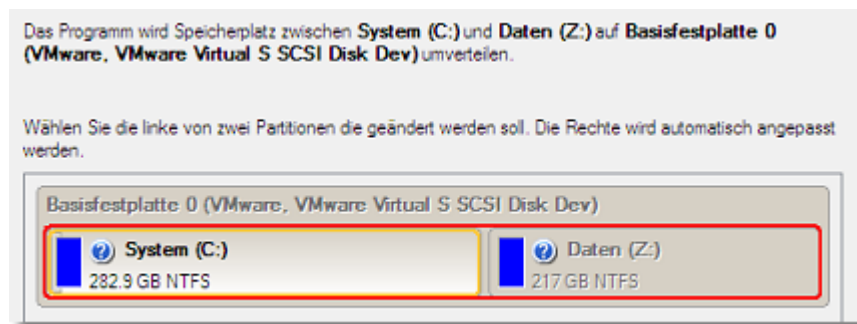 Das Programm wird Speicherplatz zwischen System (C:) und Daten (Z:) auf Basisfestplatte 0
(VMware, VMware Virtual S SCSI Disk Dev) umverteilen.
Wählen Sie die linke von zwei Partitionen die geändert werden soll. Die Rechte wird automatisch angepasst
werden.
Basisfestplatte 0 (VMware, VMware Virtual S SCSI Disk Dev)
System (C:)
282.9 GB NTFS
Daten (Z:)
217 GB NTFS